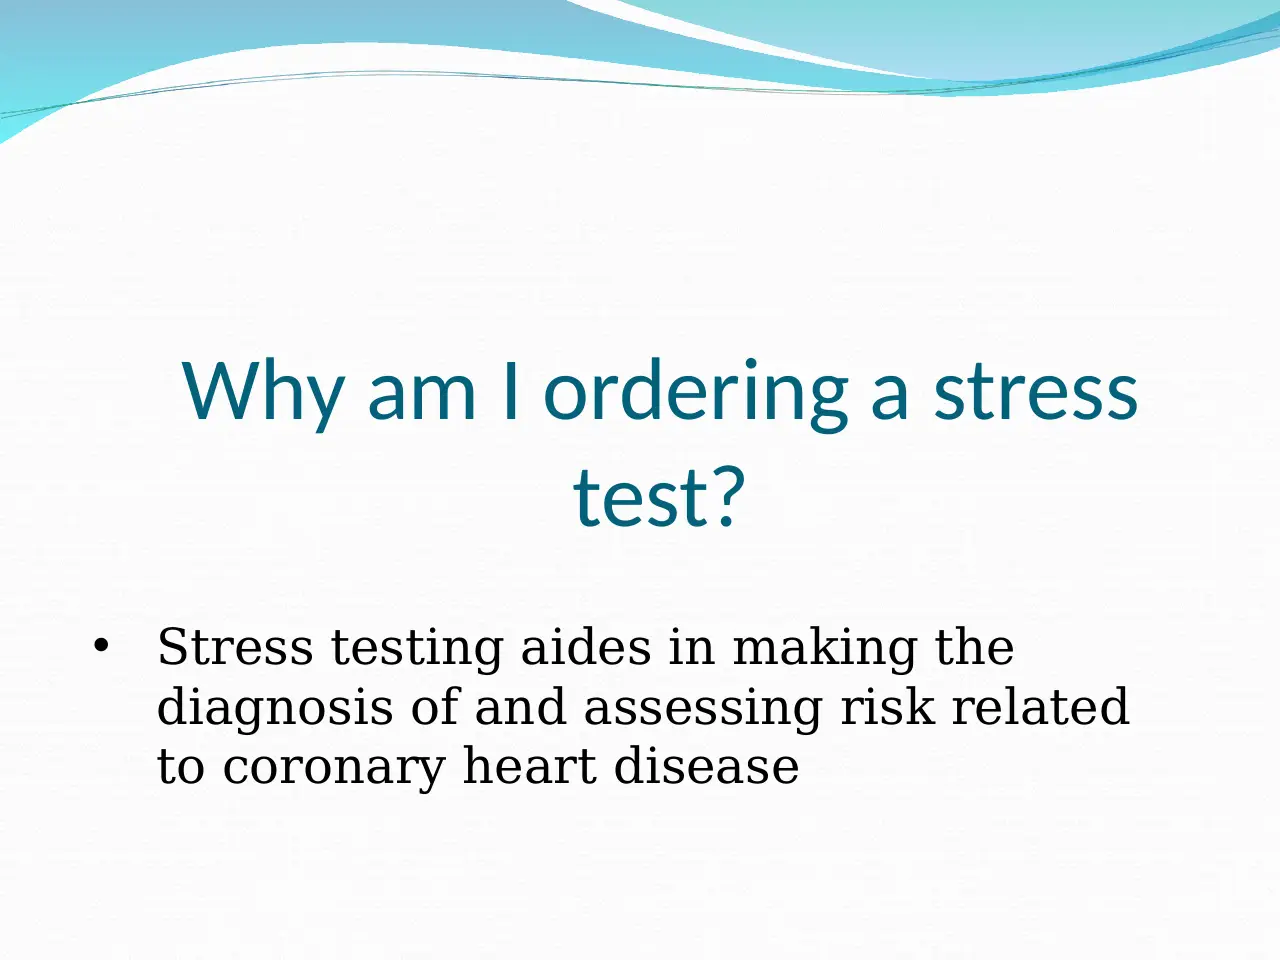 Why am I ordering a stress
test?
• Stress testing aides in making the
diagnosis of and assessing risk related
to coronary heart disease